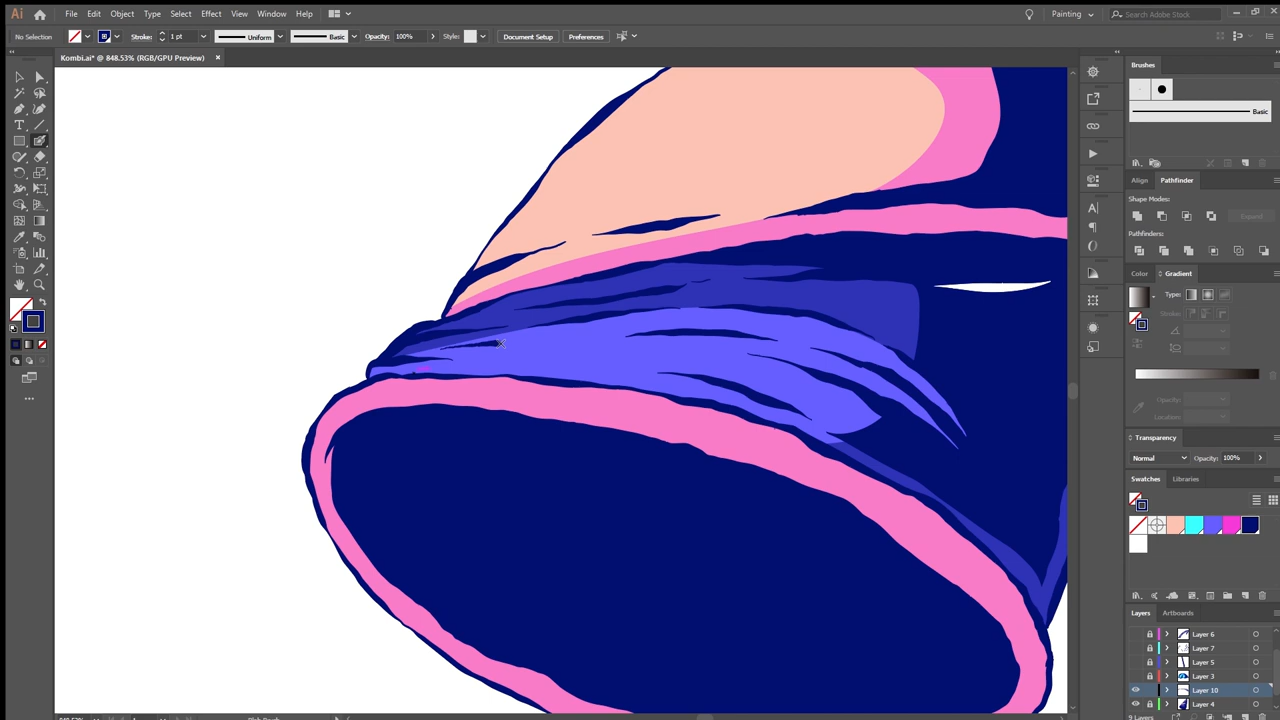 Ai File Edit Object Type Select Effect View Window Help Painting Search Adobe Stock
No Selection Stroke: 1 pt Uniform Basic Opacity: 100% Style: Document Setup Preferences
Kombi.ai* @ 848.53% (RGB/GPU Preview) ×
Brushes
Basic
Align Pathfinder
Shape Modes:
Expand
Pathfinders:
Color Gradient
Type:
Stroke:
Opacity:
Location:
Transparency
Normal Opacity: 100%
Swatches Libraries
Layers Artboards
Layer 6
Layer 7
Layer 5
Layer 3
Layer 10
Layer 4